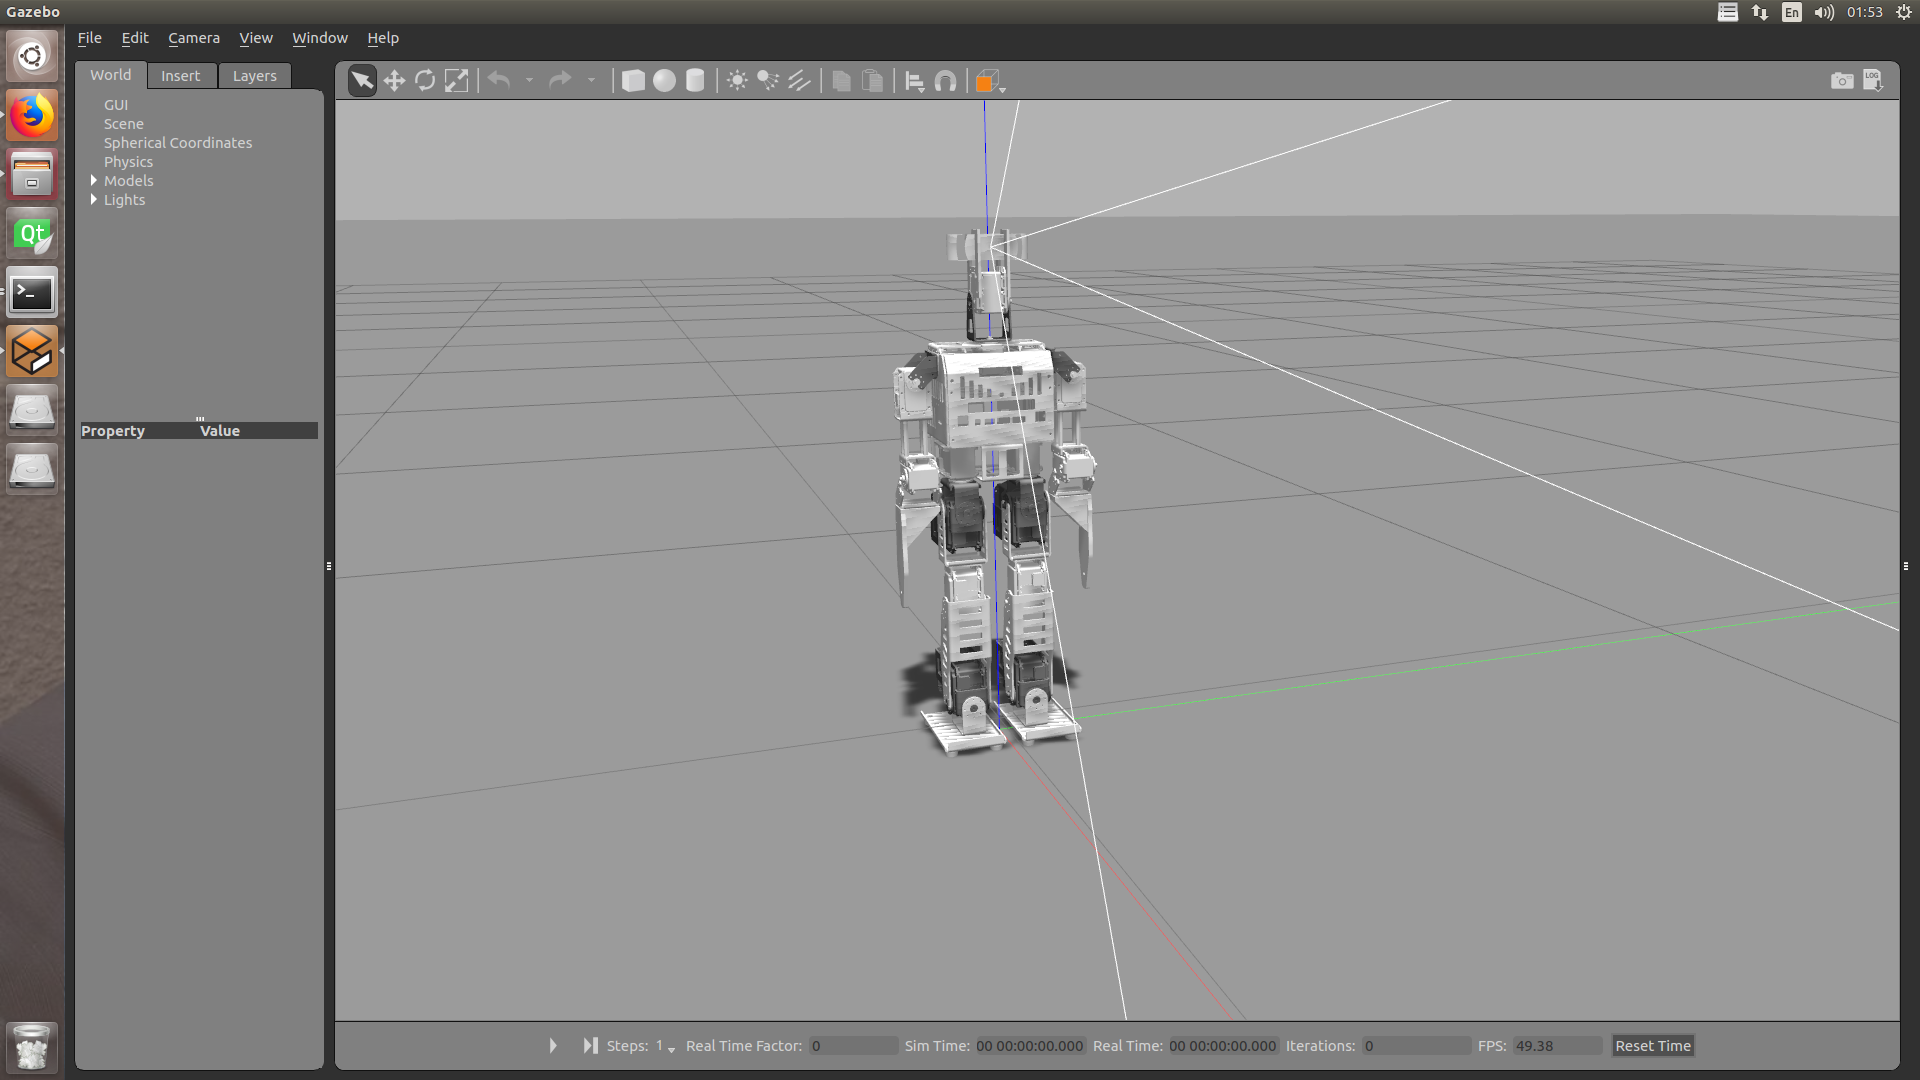 Gazebo
En
01:53
File Edit Camera View Window Help
World Insert Layers
LOG
GUI
Scene
Spherical Coordinates
Physics
Models
Lights
Qt
>_
Property Value
Steps: 1 Real Time Factor: 0 Sim Time: 00 00:00:00.000 Real Time: 00 00:00:00.000 Iterations: 0 FPS: 49.38 Reset Time